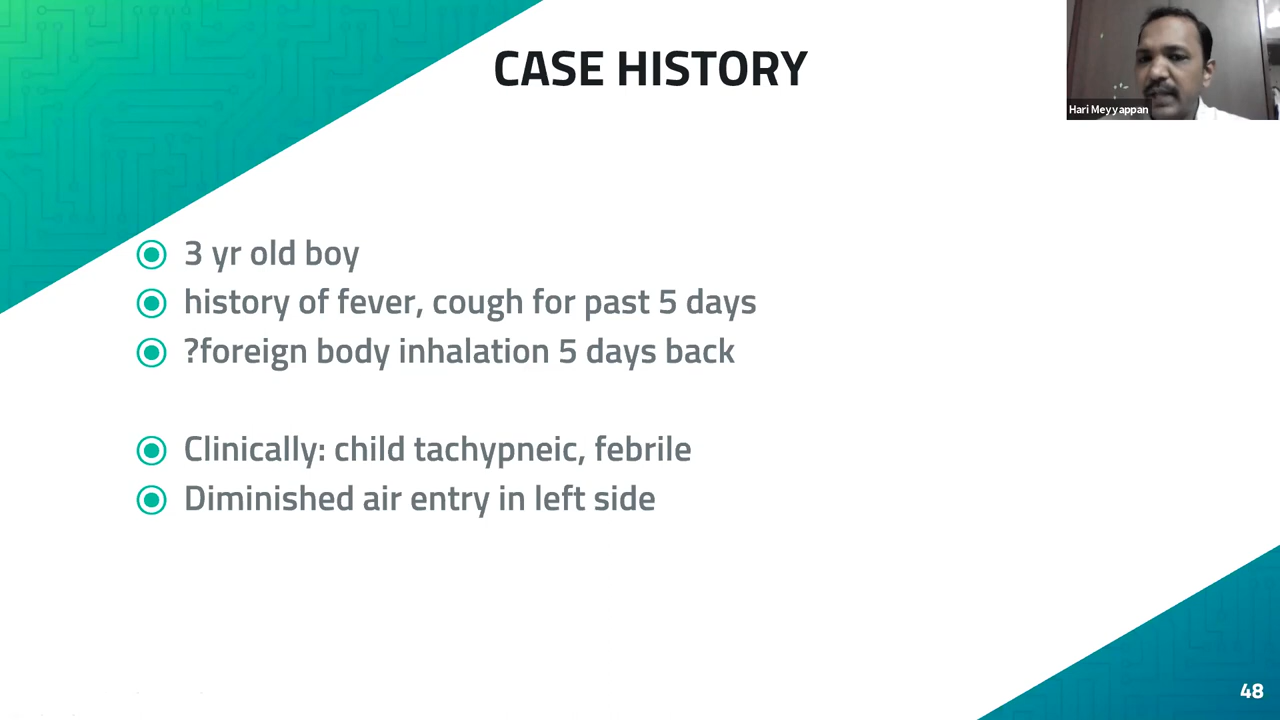 CASE HISTORY
Hari Meyyappan
3 yr old boy
history of fever, cough for past 5 days
?foreign body inhalation 5 days back
Clinically: child tachypneic, febrile
Diminished air entry in left side
48